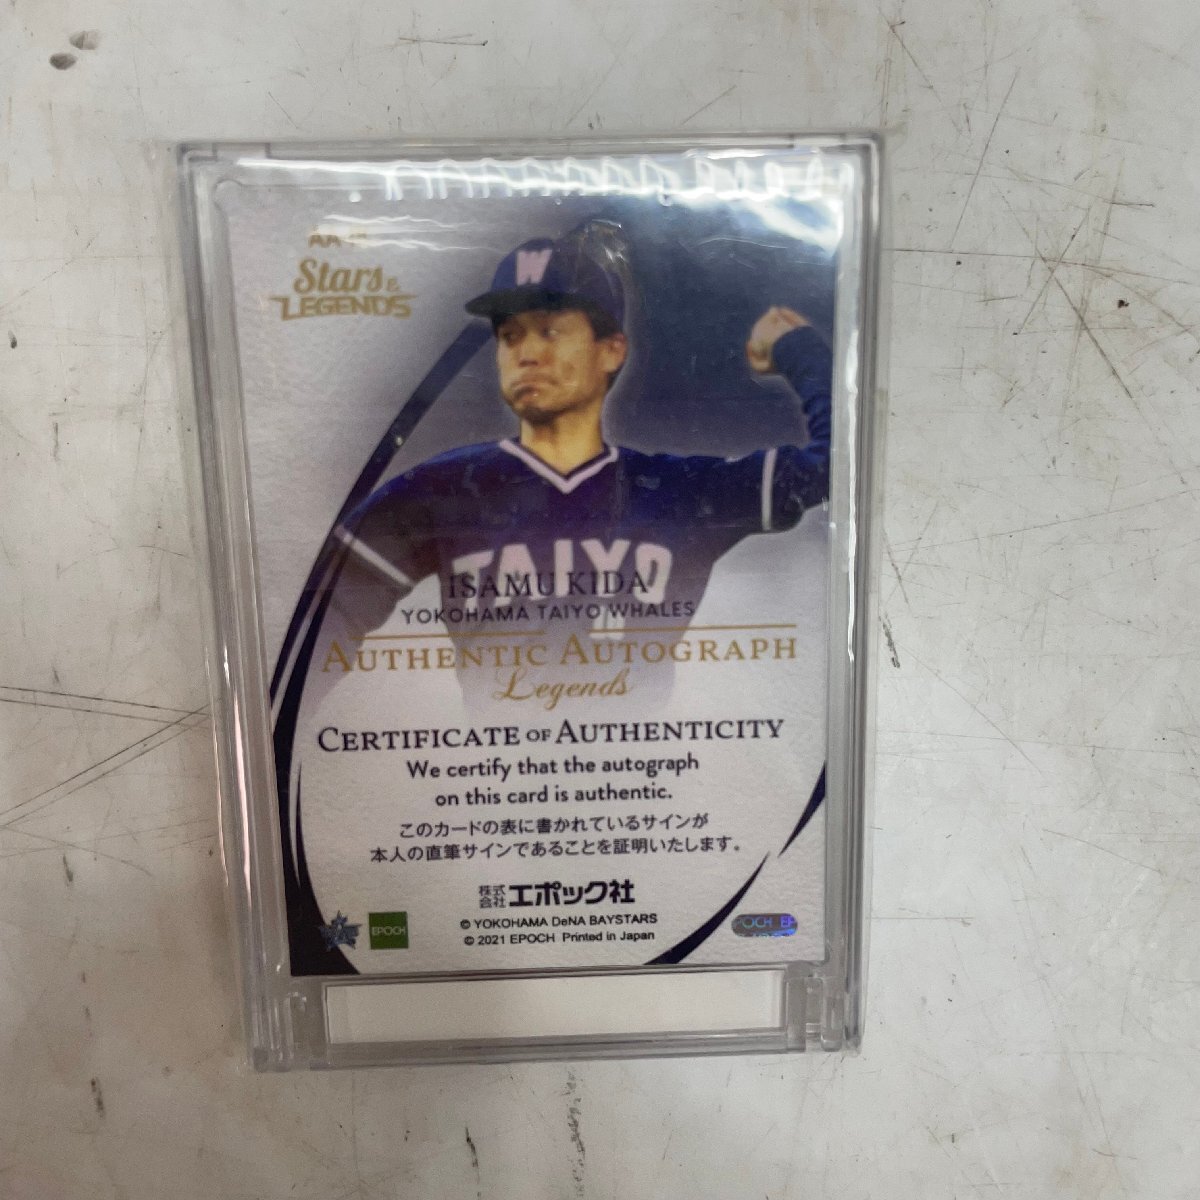 Stars &
LEGENDS
W
TAIYO
ISAMU KIDA
YOKOHAMA TAIYO WHALES
AUTHENTIC AUTOGRAPH
Legends
CERTIFICATE OF AUTHENTICITY
We certify that the autograph
on this card is authentic.
このカードの表に書かれているサインが
本人の直筆サインであることを証明いたします。
株式会社エポック社
EPOCH
© YOKOHAMA DeNA BAYSTARS
© 2021 EPOCH Printed in Japan